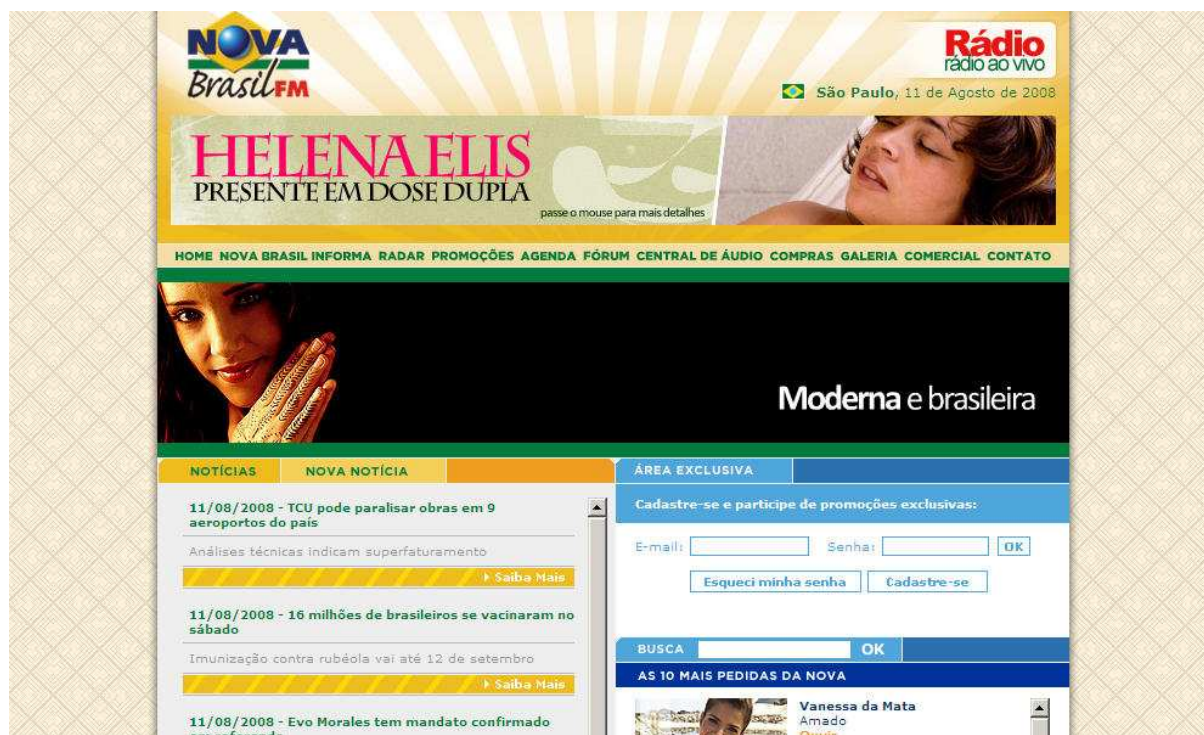 NOVA
BrasilFM
Rádio
rádio ao vivo
São Paulo, 11 de Agosto de 2008
HELENA ELIS
PRESENTE EM DOSE DUPLA
passe o mouse para mais detalhes
HOME NOVA BRASIL INFORMA RADAR PROMOÇÕES AGENDA FÓRUM CENTRAL DE ÁUDIO COMPRAS GALERIA COMERCIAL CONTATO
Moderna e brasileira
NOTÍCIAS NOVA NOTÍCIA
11/08/2008 - TCU pode paralisar obras em 9
aeroportos do país
Análises técnicas indicam superfaturamento
Saiba Mais
11/08/2008 - 16 milhões de brasileiros se vacinaram no
sábado
Imunização contra rubéola vai até 12 de setembro
Saiba Mais
11/08/2008 - Evo Morales tem mandato confirmado
ÁREA EXCLUSIVA
Cadastre-se e participe de promoções exclusivas:
E-mail: Senha: OK
Esqueci minha senha Cadastre-se
BUSCA OK
AS 10 MAIS PEDIDAS DA NOVA
Vanessa da Mata
Amado